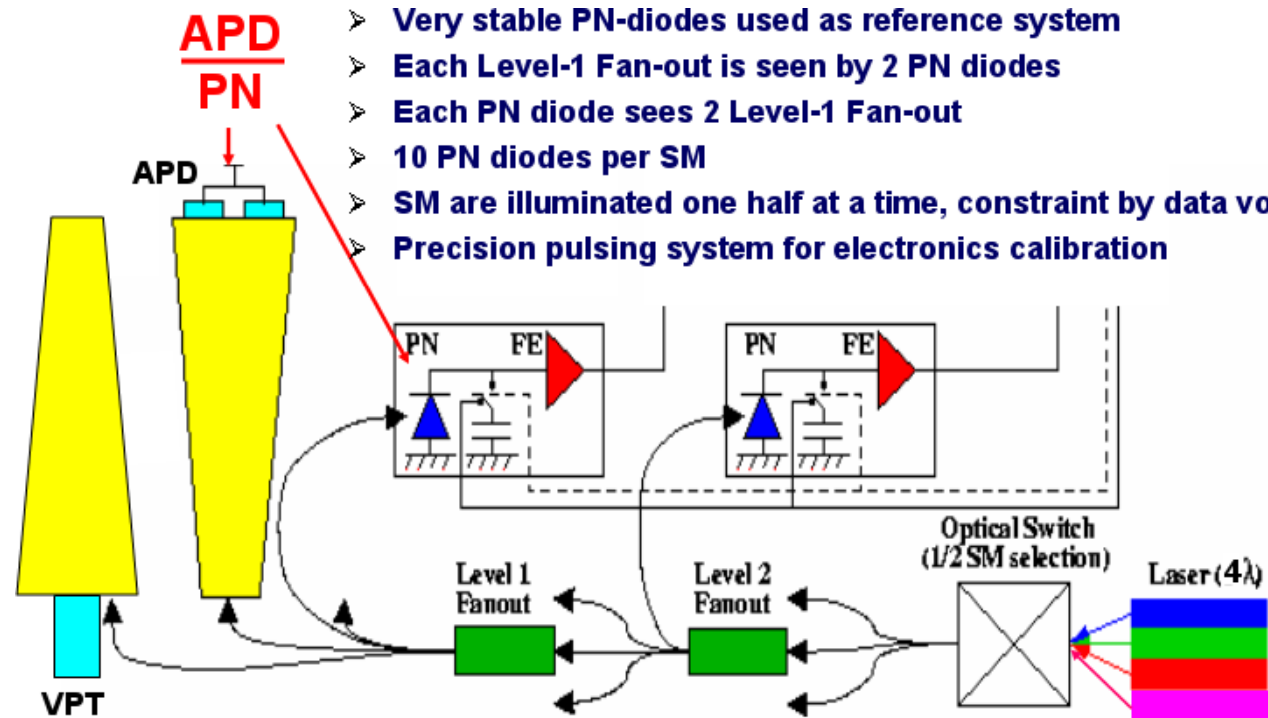 APD
PN
➢ Very stable PN-diodes used as reference system
➢ Each Level-1 Fan-out is seen by 2 PN diodes
➢ Each PN diode sees 2 Level-1 Fan-out
➢ 10 PN diodes per SM
➢ SM are illuminated one half at a time, constraint by data vo
➢ Precision pulsing system for electronics calibration
APD
PN FE
PN FE
Optical Switch
(1/2 SM selection)
Laser (4λ)
Level 1
Fanout
Level 2
Fanout
VPT